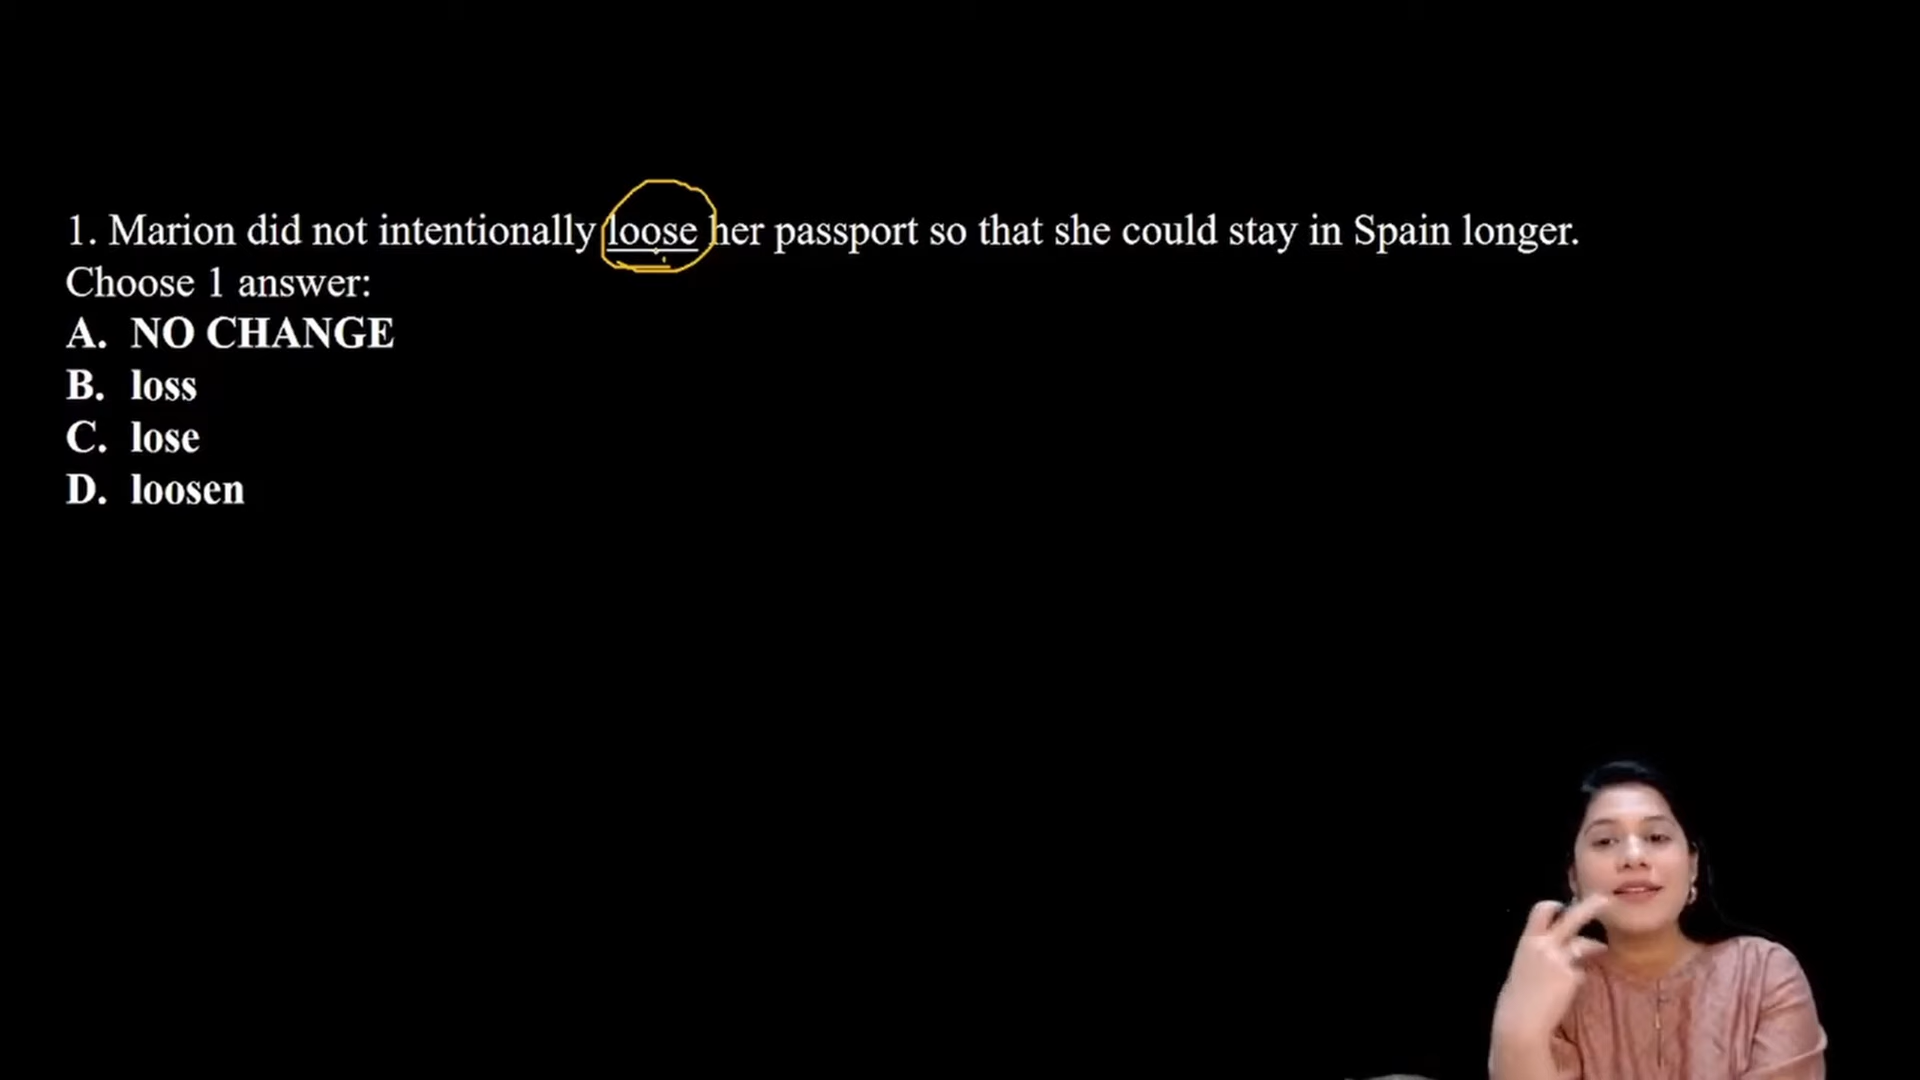 1. Marion did not intentionally loose her passport so that she could stay in Spain longer.
Choose 1 answer:
A. NO CHANGE
B. loss
C. lose
D. loosen